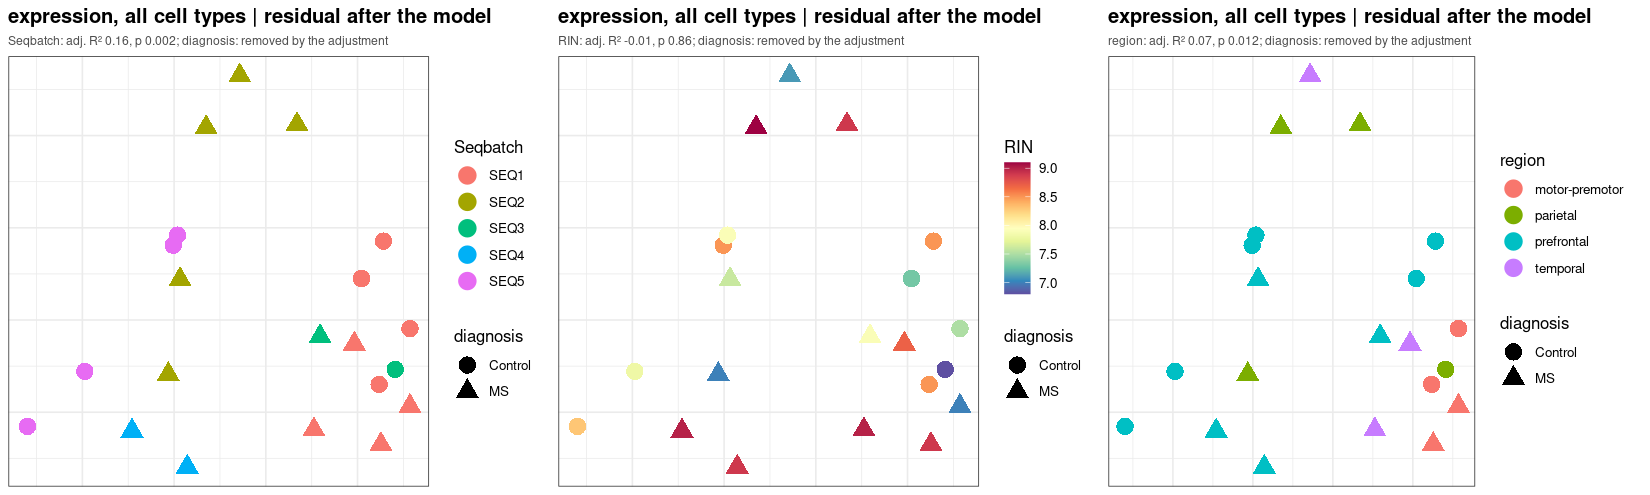 expression, all cell types | residual after the model
Seqbatch: adj. R² 0.16, p 0.002; diagnosis: removed by the adjustment
Seqbatch
SEQ1
SEQ2
SEQ3
SEQ4
SEQ5
diagnosis
Control
MS
expression, all cell types | residual after the model
RIN: adj. R² -0.01, p 0.86; diagnosis: removed by the adjustment
RIN
9.0
8.5
8.0
7.5
7.0
diagnosis
Control
MS
expression, all cell types | residual after the model
region: adj. R² 0.07, p 0.012; diagnosis: removed by the adjustment
region
motor-premotor
parietal
prefrontal
temporal
diagnosis
Control
MS